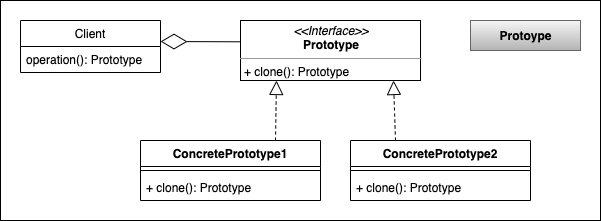 Client
operation(): Prototype
<<Interface>>
Prototype
+ clone(): Prototype
Protoype
ConcretePrototype1
+ clone(): Prototype
ConcretePrototype2
+ clone(): Prototype